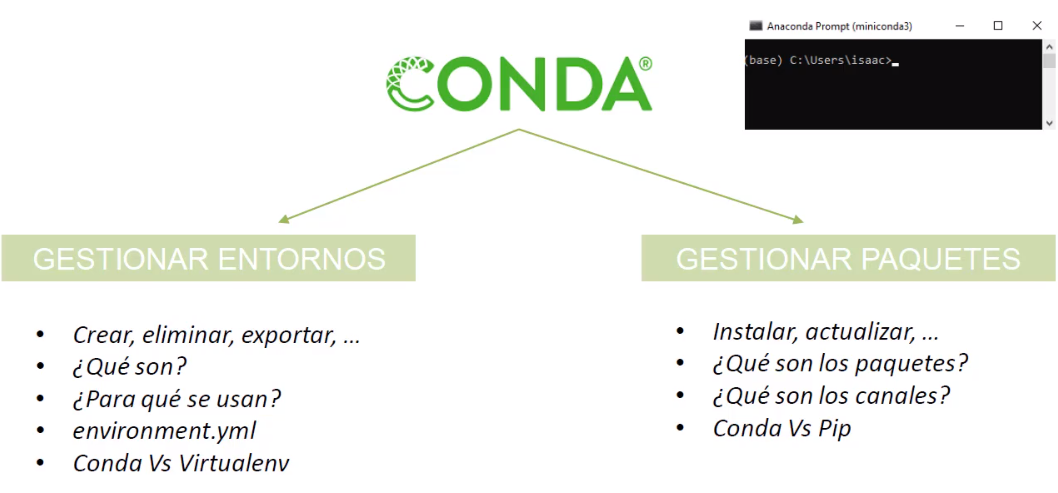 CONDA®
Anaconda Prompt (miniconda3)
(base) C:\Users\isaac>
GESTIONAR ENTORNOS
• Crear, eliminar, exportar, ...
• ¿Qué son?
• ¿Para qué se usan?
• environment.yml
• Conda Vs Virtualenv
GESTIONAR PAQUETES
• Instalar, actualizar, ...
• ¿Qué son los paquetes?
• ¿Qué son los canales?
• Conda Vs Pip